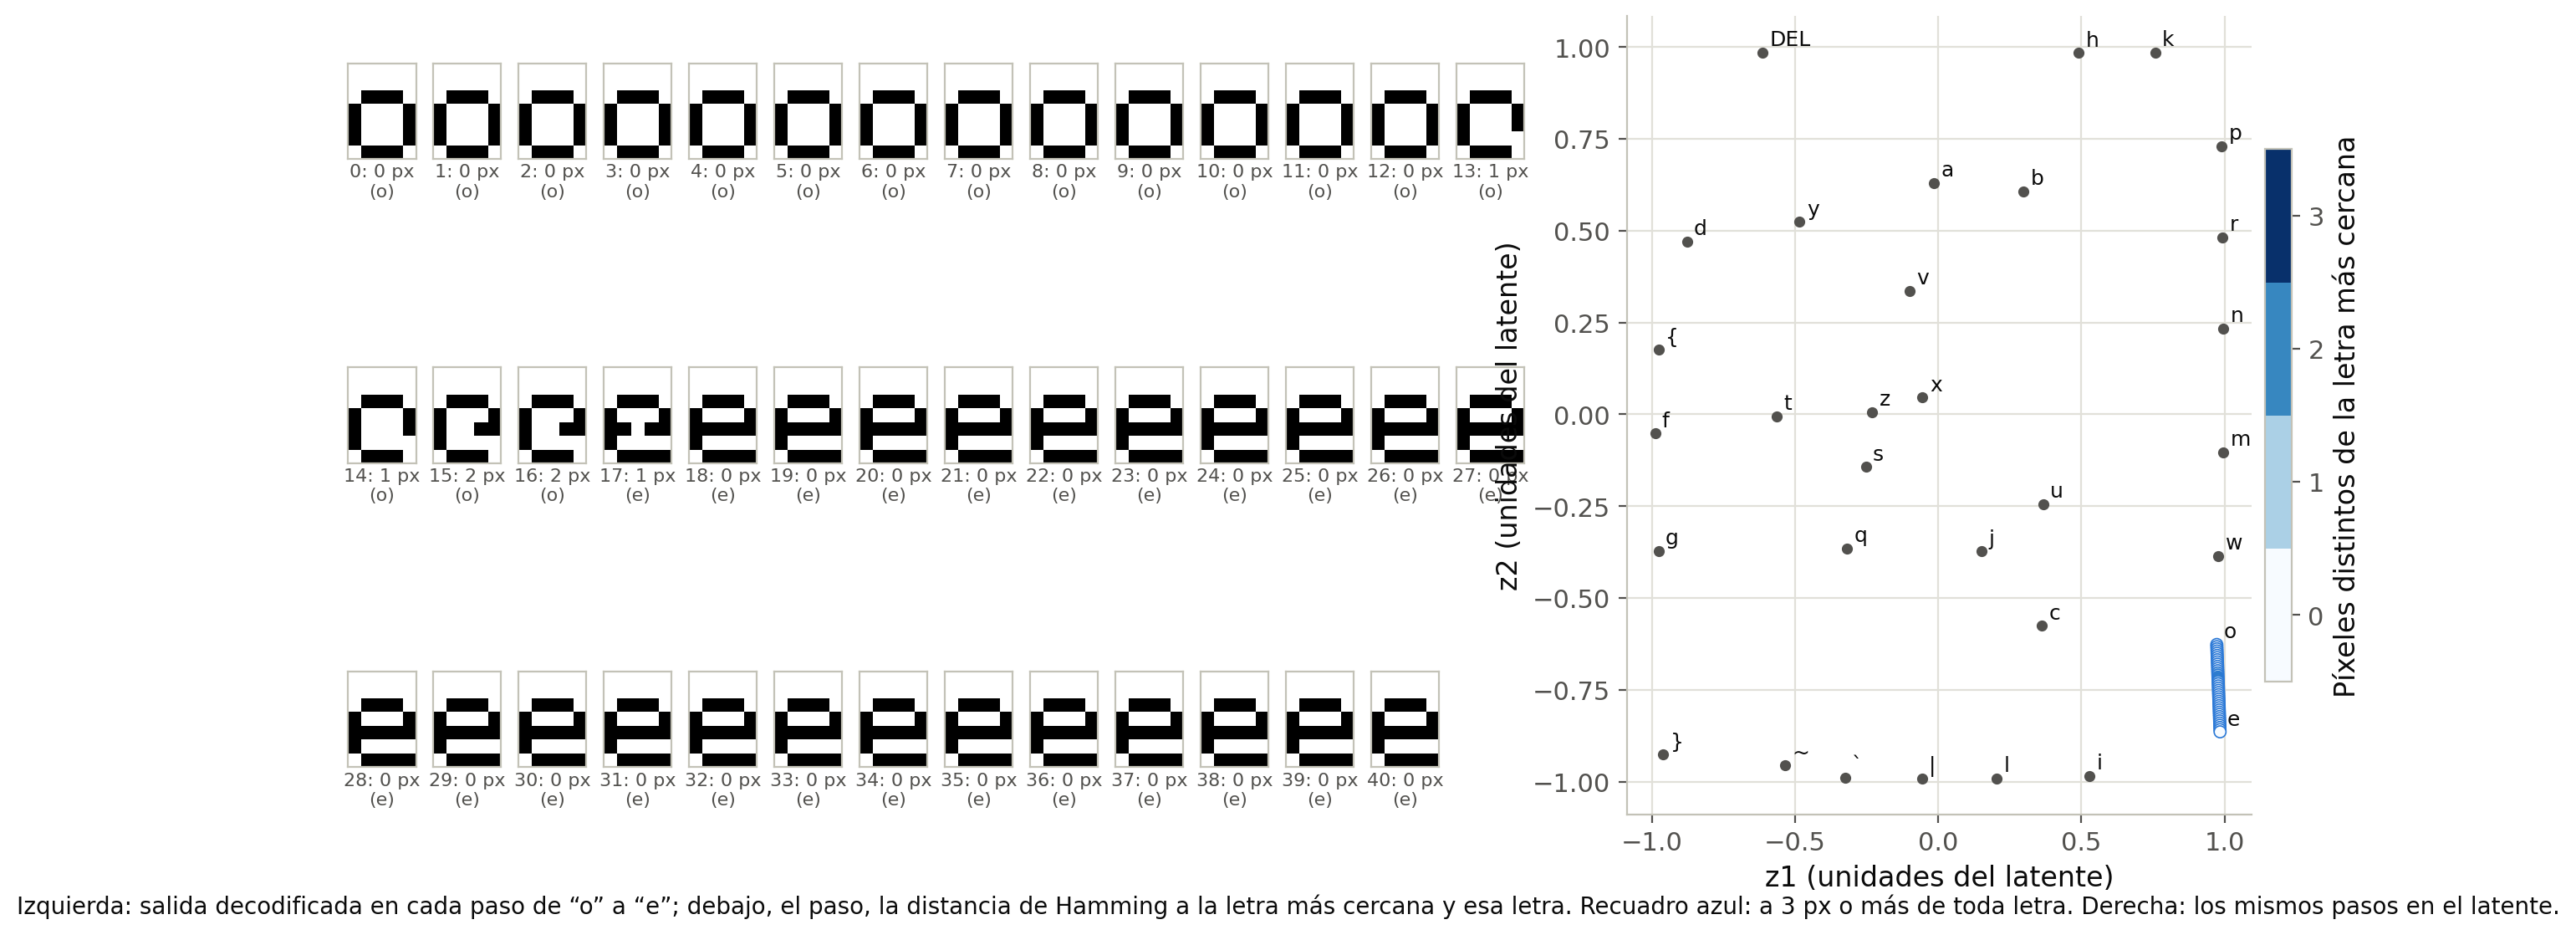 0: 0 px 1: 0 px 2: 0 px 3: 0 px 4: 0 px 5: 0 px 6: 0 px 7: 0 px 8: 0 px 9: 0 px 10: 0 px 11: 0 px 12: 0 px 13: 1 px
(o) (o) (o) (o) (o) (o) (o) (o) (o) (o) (o) (o) (o) (o)
14: 1 px 15: 2 px 16: 2 px 17: 1 px 18: 0 px 19: 0 px 20: 0 px 21: 0 px 22: 0 px 23: 0 px 24: 0 px 25: 0 px 26: 0 px 27: 0 px
(o) (o) (o) (e) (e) (e) (e) (e) (e) (e) (e) (e) (e) (e)
28: 0 px 29: 0 px 30: 0 px 31: 0 px 32: 0 px 33: 0 px 34: 0 px 35: 0 px 36: 0 px 37: 0 px 38: 0 px 39: 0 px 40: 0 px
(e) (e) (e) (e) (e) (e) (e) (e) (e) (e) (e) (e) (e)
z2 (unidades del latente)
1.00
0.75
0.50
0.25
0.00
−0.25
−0.50
−0.75
−1.00
DEL h k
p
a b
y r
d
v
n
{
x
z t
f m
s
u
q j
g w
c
o
e
} ~ ` | l i
−1.0 −0.5 0.0 0.5 1.0
z1 (unidades del latente)
3
2
1
0
Píxeles distintos de la letra más cercana
Izquierda: salida decodificada en cada paso de “o” a “e”; debajo, el paso, la distancia de Hamming a la letra más cercana y esa letra. Recuadro azul: a 3 px o más de toda letra. Derecha: los mismos pasos en el latente.